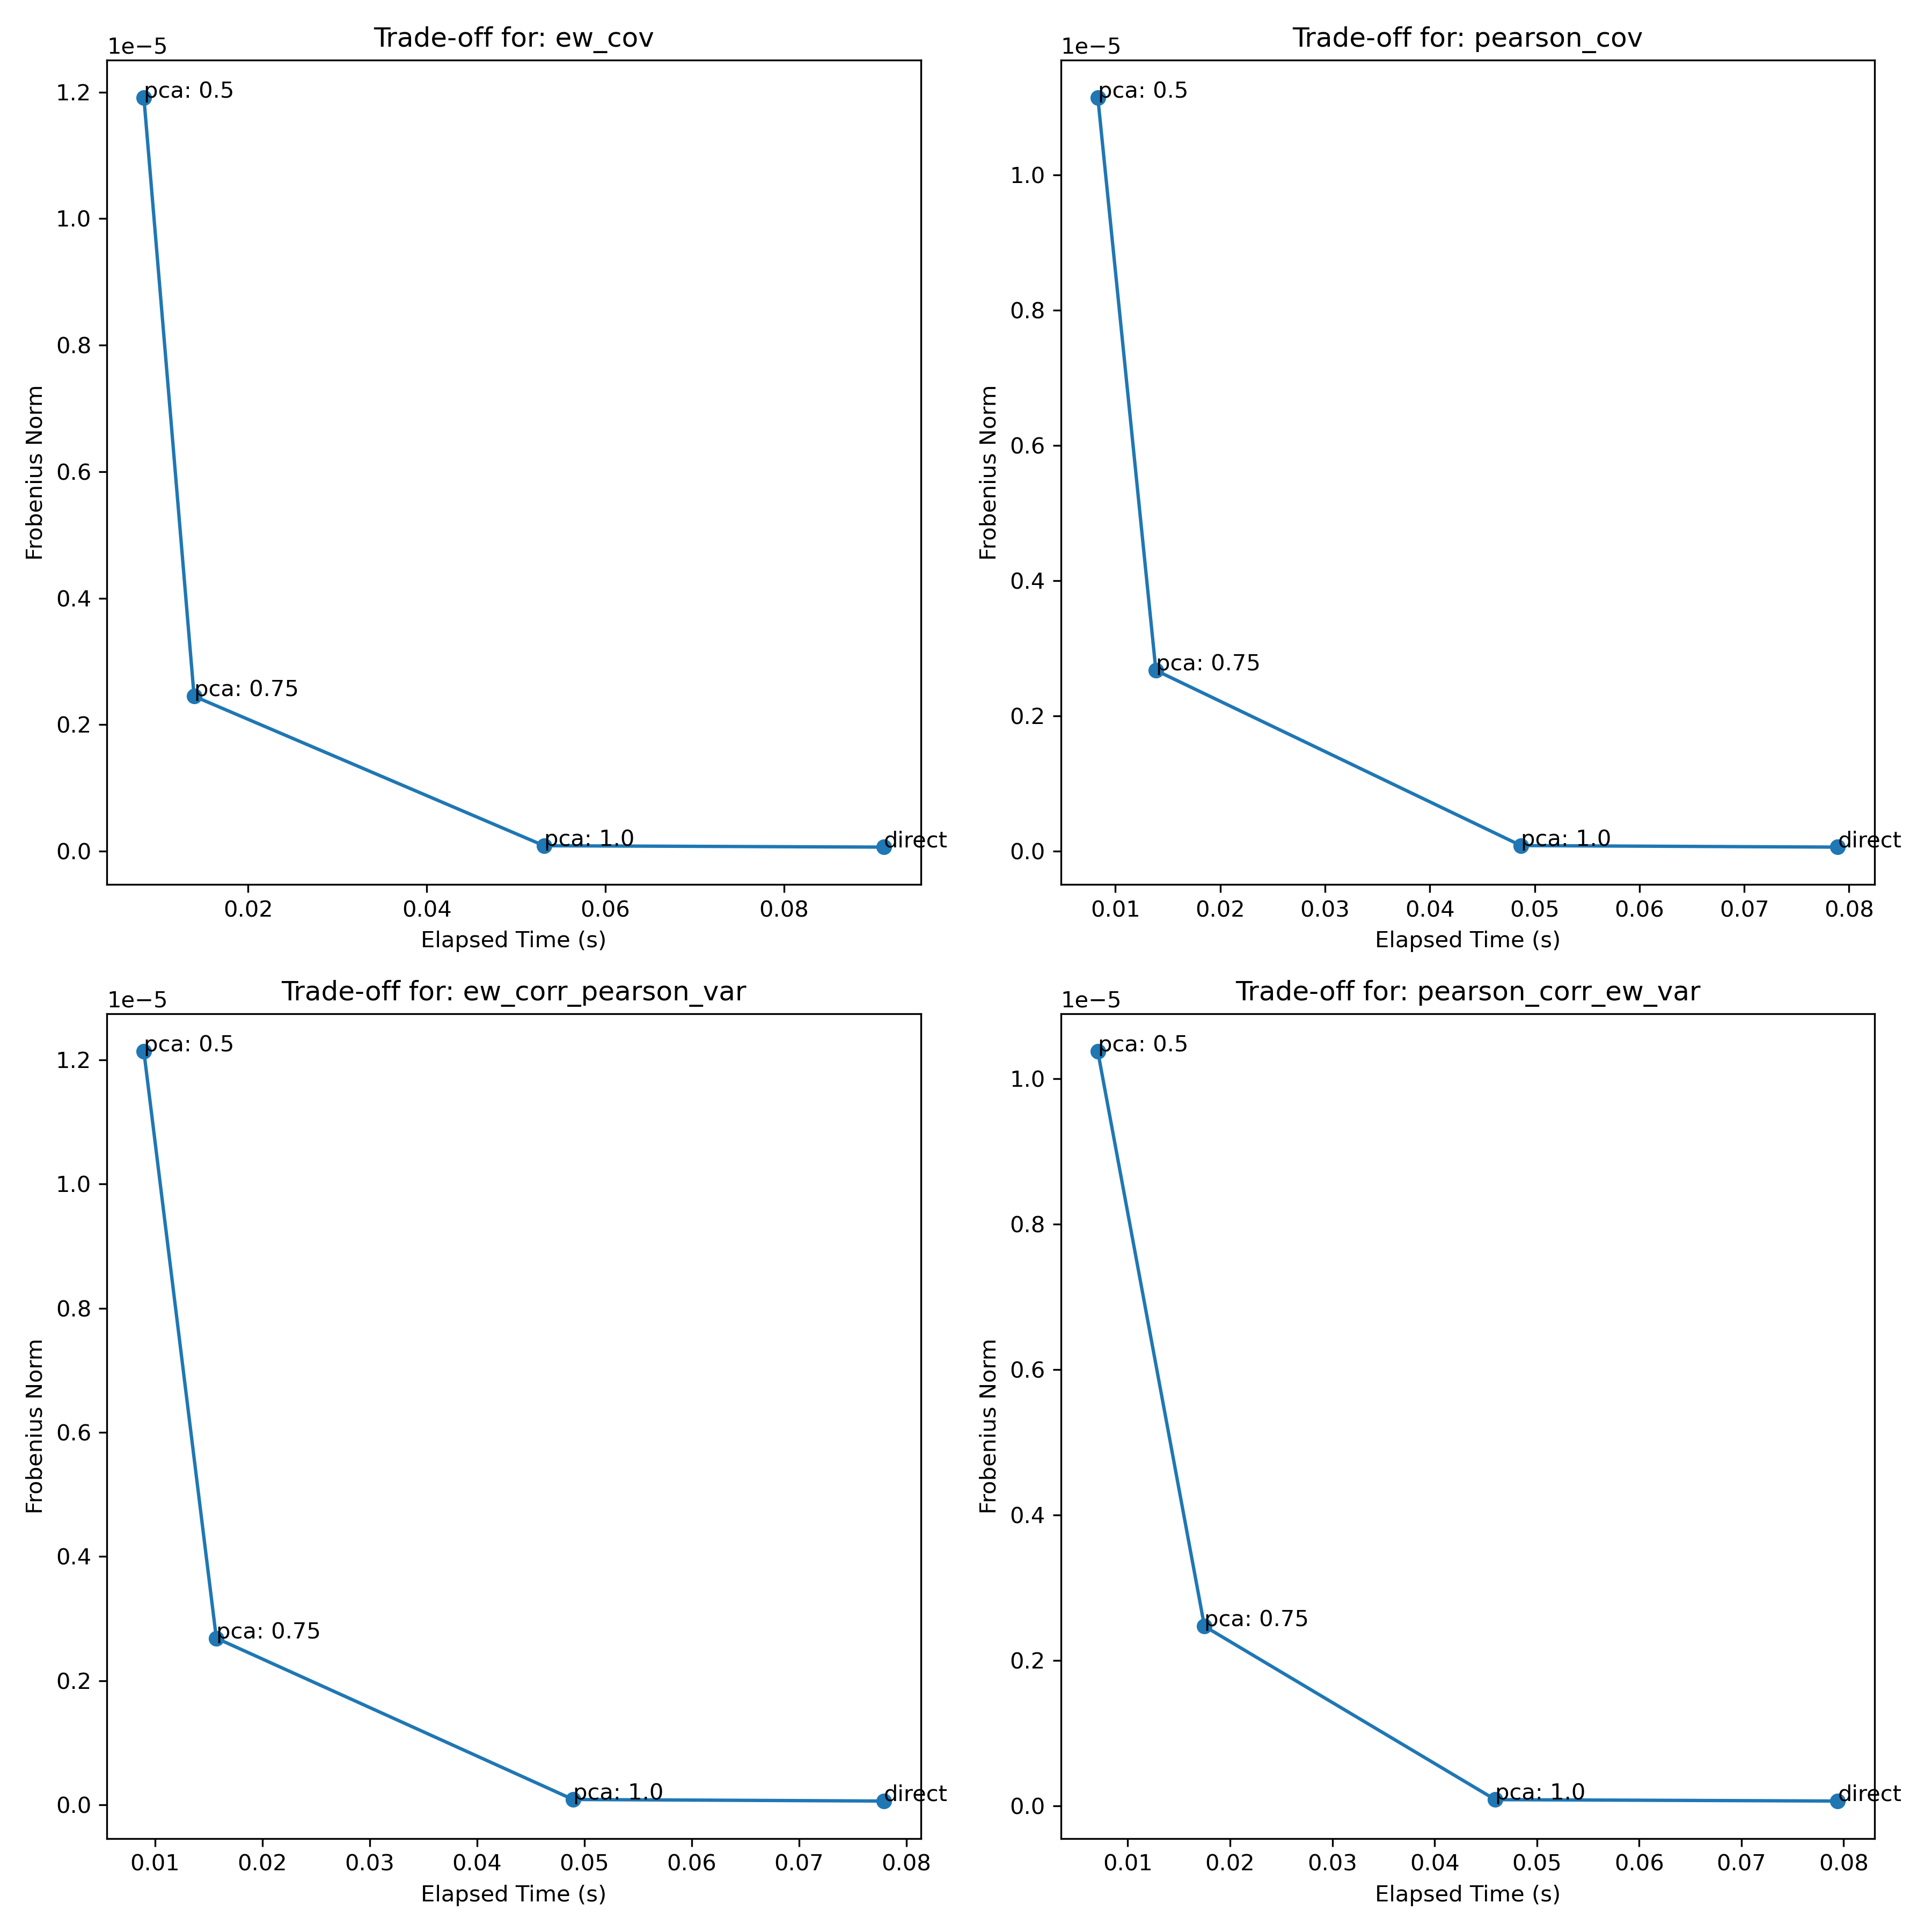 Trade-off for: ew_cov
1e−5
1.2
1.0
0.8
0.6
0.4
0.2
0.0
Frobenius Norm
pca: 0.5
pca: 0.75
pca: 1.0
direct
0.02
0.04
0.06
0.08
Elapsed Time (s)
Trade-off for: pearson_cov
1e−5
1.0
0.8
0.6
0.4
0.2
0.0
Frobenius Norm
pca: 0.5
pca: 0.75
pca: 1.0
direct
0.01
0.02
0.03
0.04
0.05
0.06
0.07
0.08
Elapsed Time (s)
Trade-off for: ew_corr_pearson_var
1e−5
1.2
1.0
0.8
0.6
0.4
0.2
0.0
Frobenius Norm
pca: 0.5
pca: 0.75
pca: 1.0
direct
0.01
0.02
0.03
0.04
0.05
0.06
0.07
0.08
Elapsed Time (s)
Trade-off for: pearson_corr_ew_var
1e−5
1.0
0.8
0.6
0.4
0.2
0.0
Frobenius Norm
pca: 0.5
pca: 0.75
pca: 1.0
direct
0.01
0.02
0.03
0.04
0.05
0.06
0.07
0.08
Elapsed Time (s)